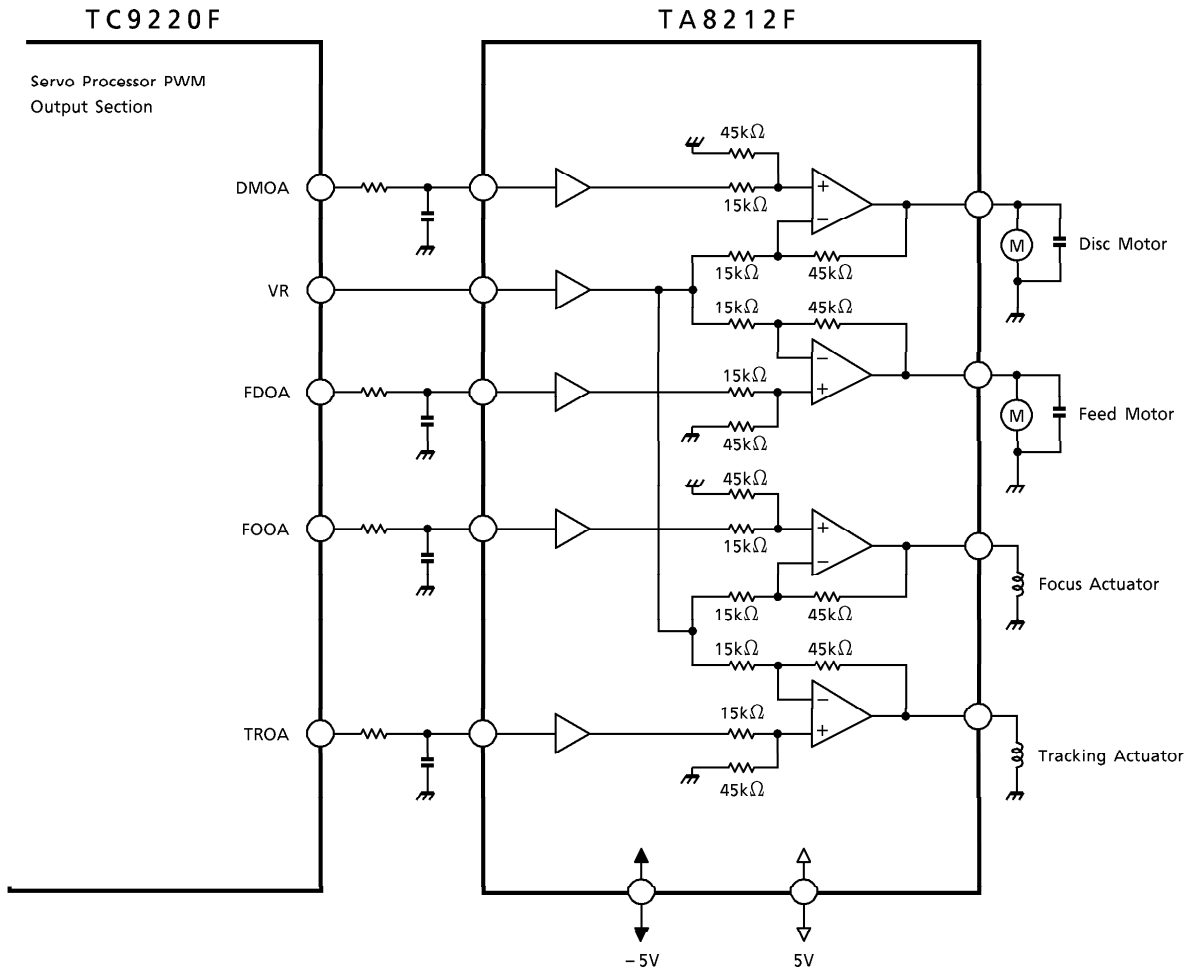 TC9220F
TA8212F
Servo Processor PWM
Output Section
45kΩ
DMOA
15kΩ
+
−
M
Disc Motor
15kΩ
45kΩ
VR
15kΩ
45kΩ
−
15kΩ
FDOA
+
M
Feed Motor
45kΩ
45kΩ
FOOA
+
15kΩ
−
Focus Actuator
15kΩ
45kΩ
15kΩ
45kΩ
−
15kΩ
TROA
+
Tracking Actuator
45kΩ
−5V
5V